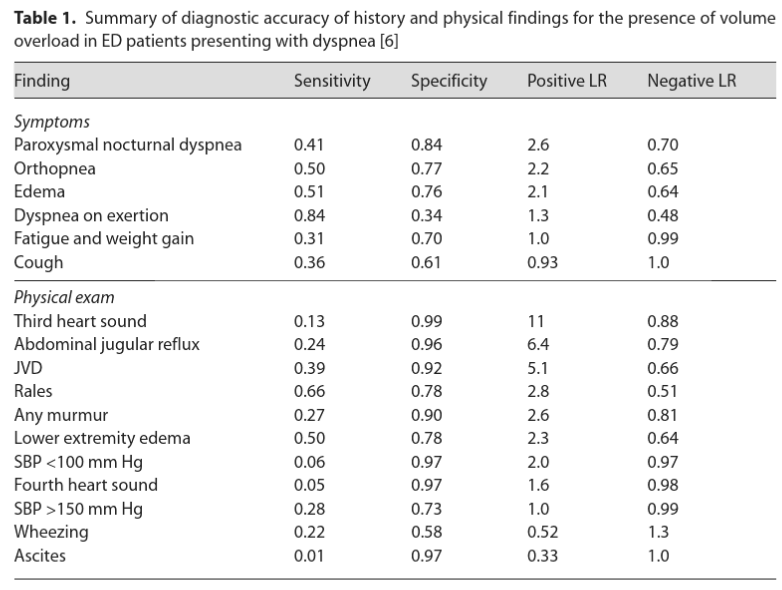 Table 1. Summary of diagnostic accuracy of history and physical findings for the presence of volume
overload in ED patients presenting with dyspnea [6]
Finding Sensitivity Specificity Positive LR Negative LR
Symptoms
Paroxysmal nocturnal dyspnea 0.41 0.84 2.6 0.70
Orthopnea 0.50 0.77 2.2 0.65
Edema 0.51 0.76 2.1 0.64
Dyspnea on exertion 0.84 0.34 1.3 0.48
Fatigue and weight gain 0.31 0.70 1.0 0.99
Cough 0.36 0.61 0.93 1.0
Physical exam
Third heart sound 0.13 0.99 11 0.88
Abdominal jugular reflux 0.24 0.96 6.4 0.79
JVD 0.39 0.92 5.1 0.66
Rales 0.66 0.78 2.8 0.51
Any murmur 0.27 0.90 2.6 0.81
Lower extremity edema 0.50 0.78 2.3 0.64
SBP <100 mm Hg 0.06 0.97 2.0 0.97
Fourth heart sound 0.05 0.97 1.6 0.98
SBP >150 mm Hg 0.28 0.73 1.0 0.99
Wheezing 0.22 0.58 0.52 1.3
Ascites 0.01 0.97 0.33 1.0